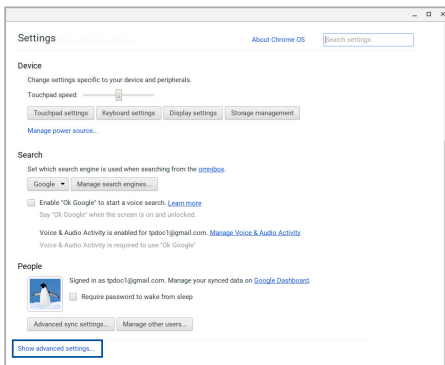 Settings
About Chrome OS
Search settings
Device
Change settings specific to your device and peripherals.
Touchpad speed:
Touchpad settings
Keyboard settings
Display settings
Storage management
Manage power source...
Search
Set which search engine is used when searching from the omnibox.
Google
Manage search engines...
Enable "Ok Google" to start a voice search. Learn more
Say "Ok Google" when the screen is on and unlocked.
Voice & Audio Activity is enabled for tpdoc1@gmail.com. Manage Voice & Audio Activity
Voice & Audio Activity is required to use "Ok Google"
People
Signed in as tpdoc1@gmail.com. Manage your synced data on Google Dashboard.
Require password to wake from sleep
Advanced sync settings...
Manage other users...
Show advanced settings...